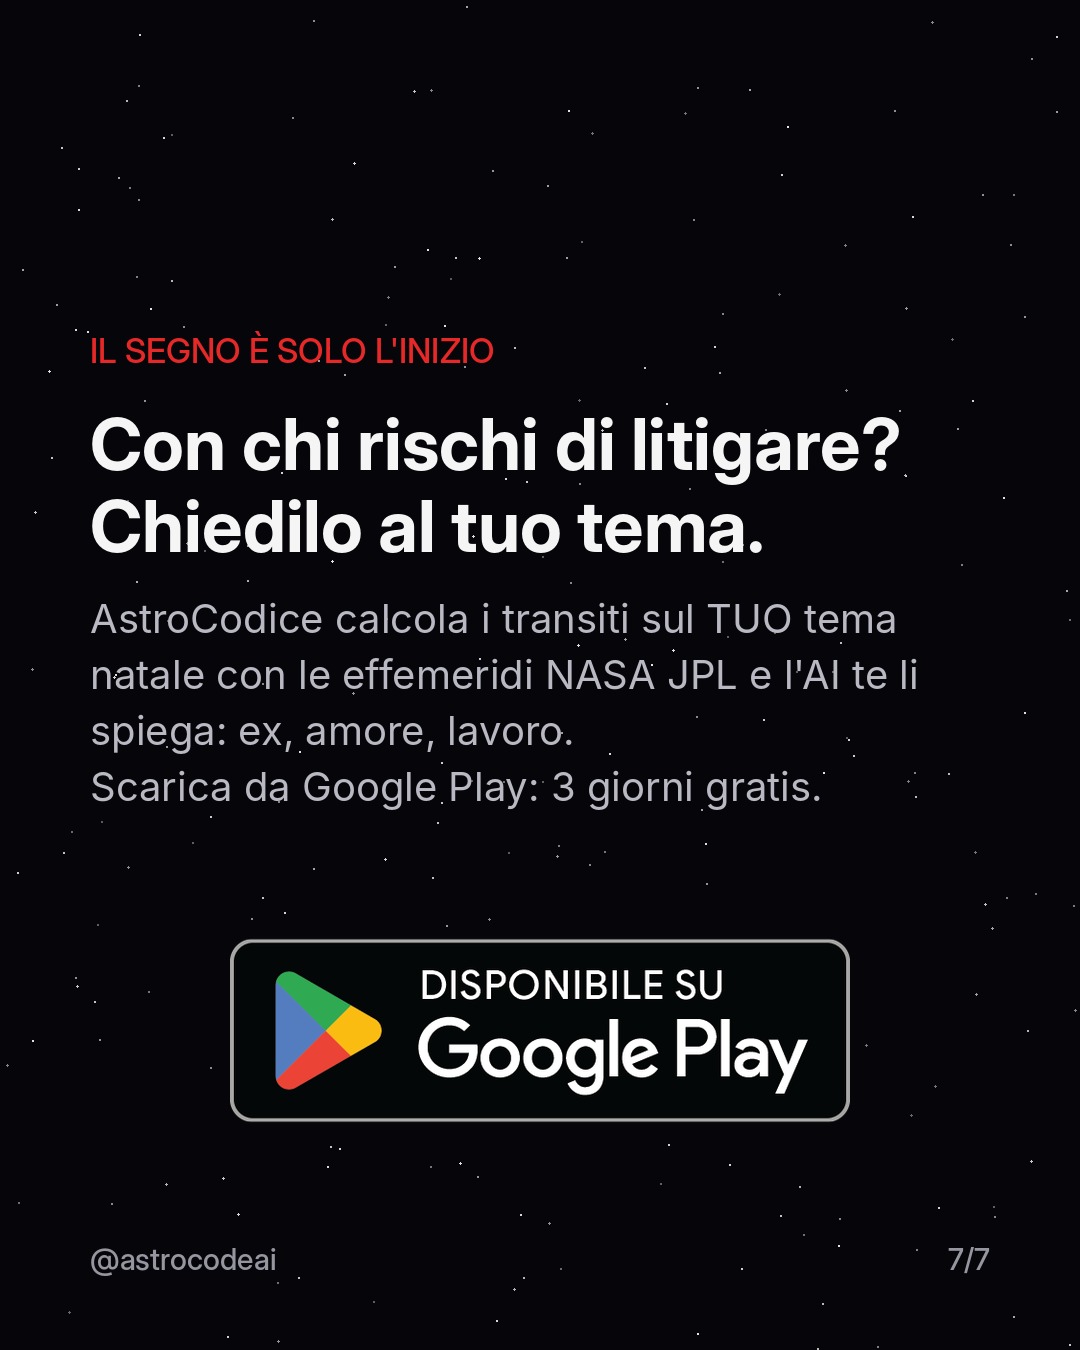 IL SEGNO È SOLO L'INIZIO
Con chi rischi di litigare?
Chiedilo al tuo tema.
AstroCodice calcola i transiti sul TUO tema
natale con le effemeridi NASA JPL e l'AI te li
spiega: ex, amore, lavoro.
Scarica da Google Play: 3 giorni gratis.
DISPONIBILE SU
Google Play
@astrocodeai
7/7